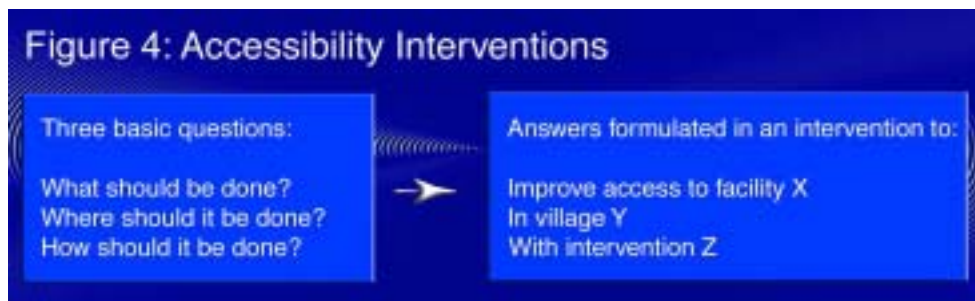 Figure 4: Accessibility Interventions
Three basic questions:
What should be done?
Where should it be done?
How should it be done?
Answers formulated in an intervention to:
Improve access to facility X
In village Y
With intervention Z